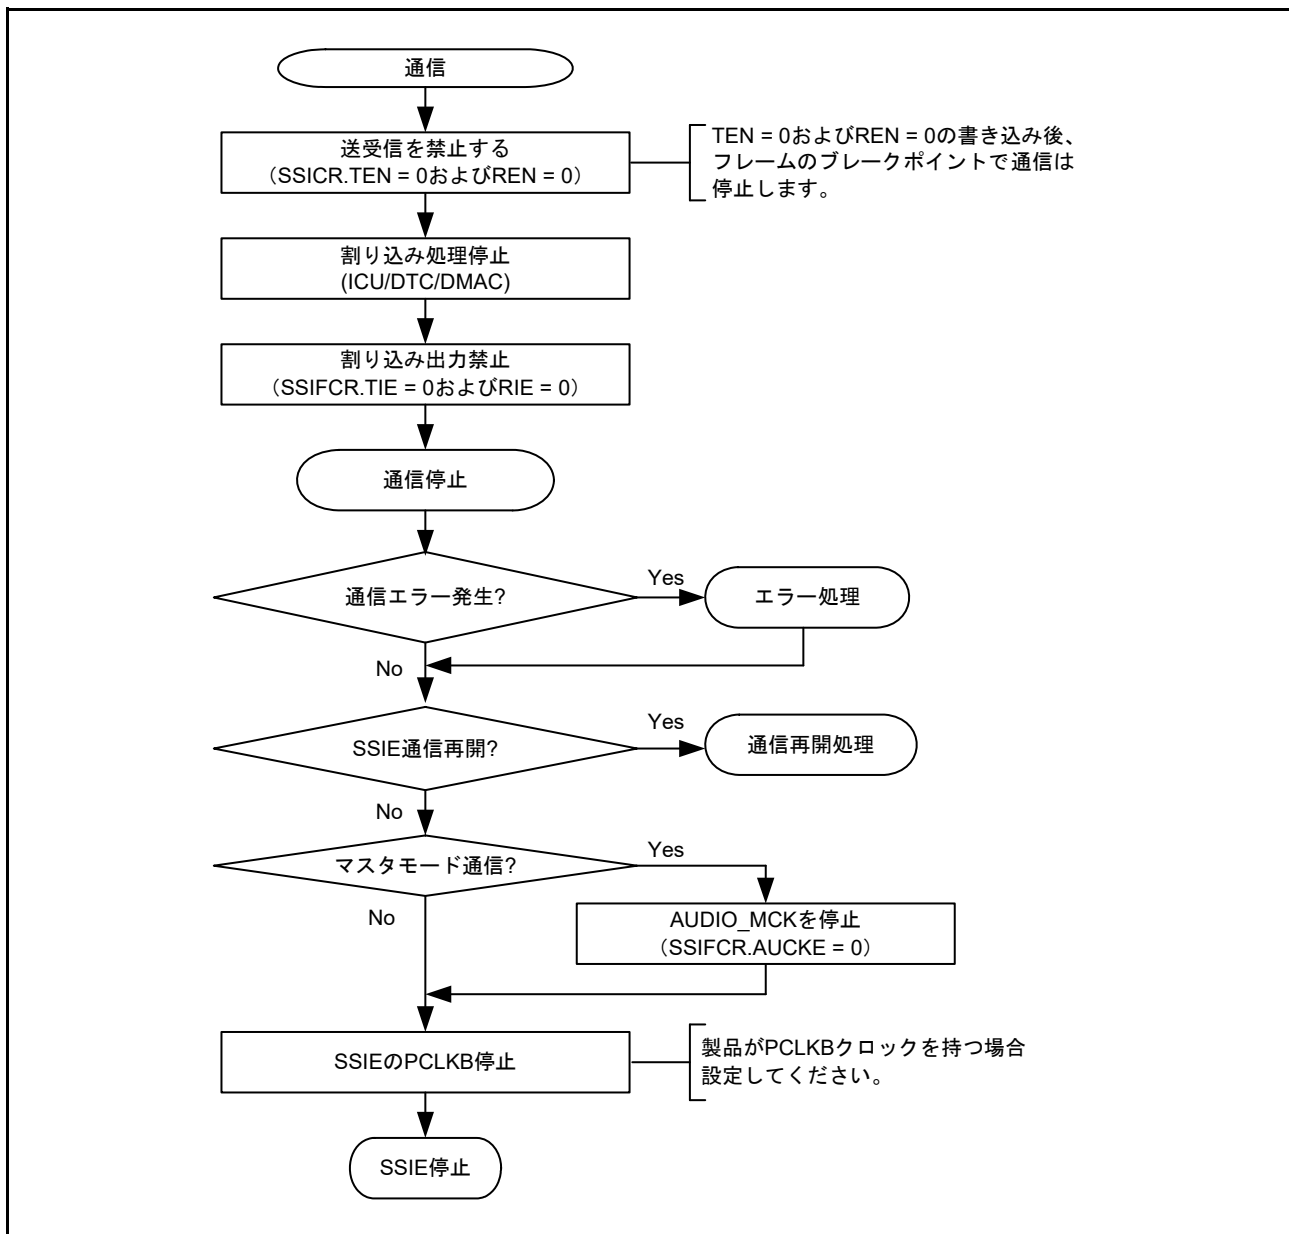 通信
送受信を禁止する
（SSICR.TEN = 0およびREN = 0）
TEN = 0およびREN = 0の書き込み後、
フレームのブレークポイントで通信は
停止します。
割り込み処理停止
(ICU/DTC/DMAC)
割り込み出力禁止
（SSIFCR.TIE = 0およびRIE = 0）
通信停止
通信エラー発生?
Yes
エラー処理
No
SSIE通信再開?
Yes
通信再開処理
No
マスタモード通信?
Yes
No
AUDIO_MCKを停止
（SSIFCR.AUCKE = 0）
SSIEのPCLKB停止
製品がPCLKBクロックを持つ場合
設定してください。
SSIE停止